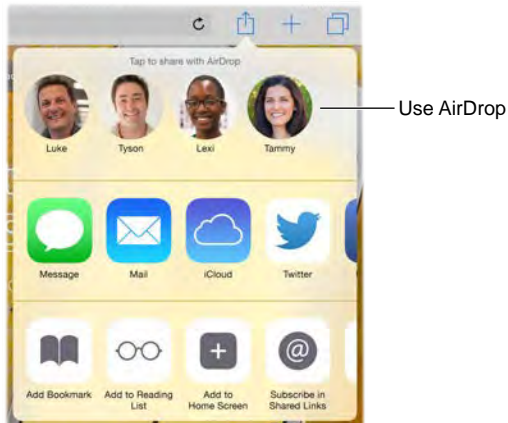 Tap to share with AirDrop
Use AirDrop
Luke Tyson Lexi Tammy
Message Mail iCloud Twitter
Add Bookmark Add to Reading List Add to Home Screen Subscribe in Shared Links